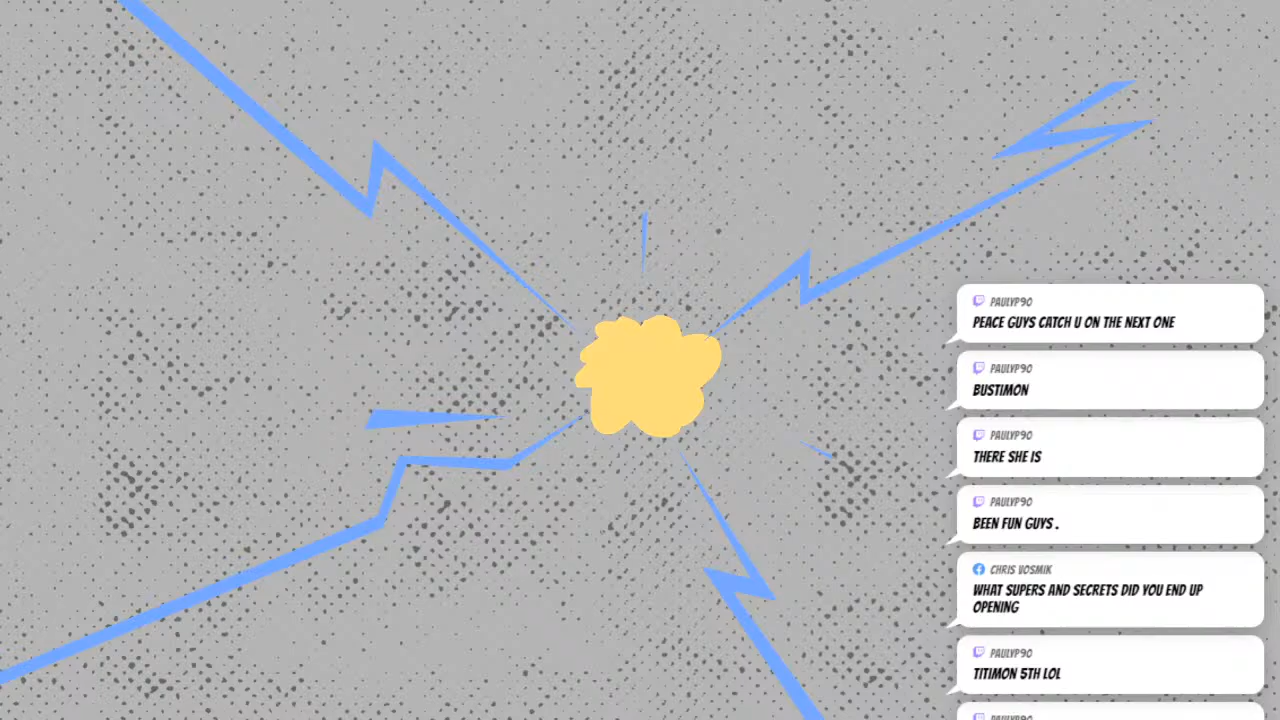 PAULYP90
PEACE GUYS CATCH U ON THE NEXT ONE
PAULYP90
BUSTIMON
PAULYP90
THERE SHE IS
PAULYP90
BEEN FUN GUYS .
CHRIS VOSMIK
WHAT SUPERS AND SECRETS DID YOU END UP
OPENING
PAULYP90
TITIMON 5TH LOL
PAULYP90